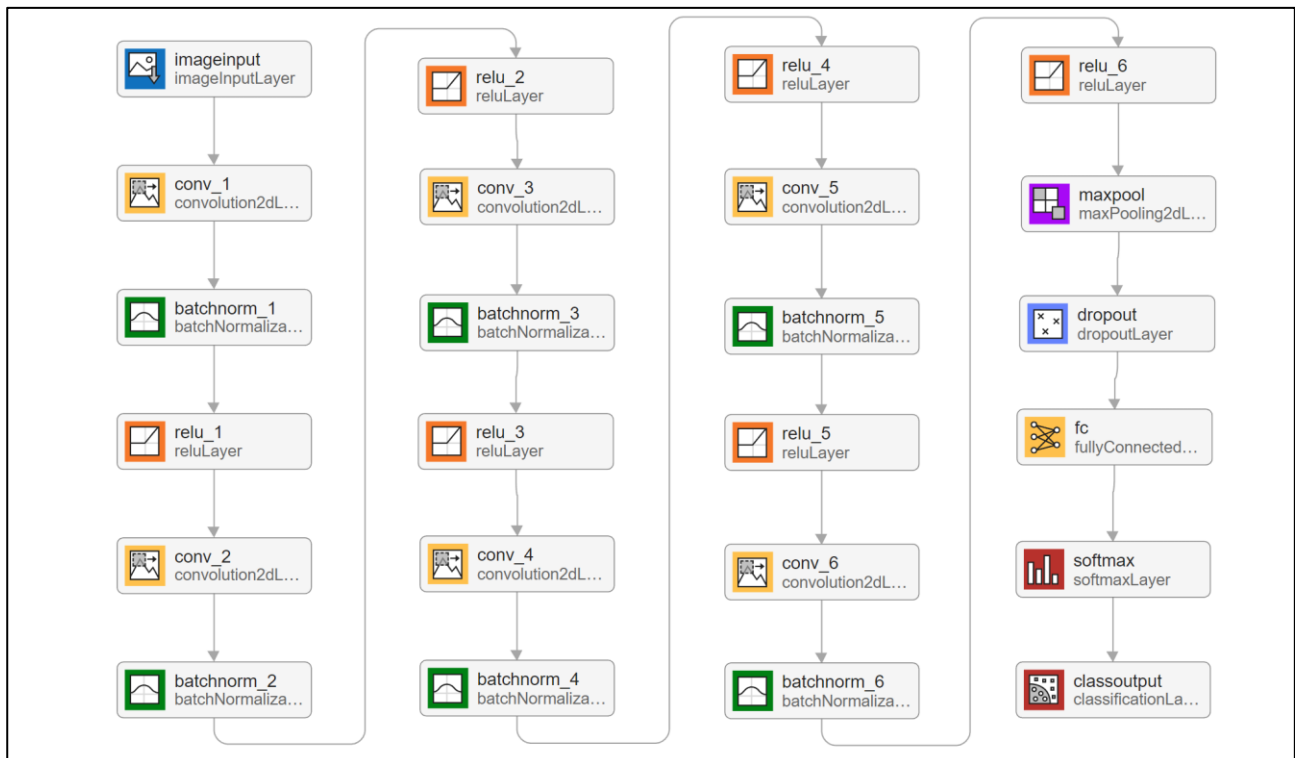 imageinput
imageInputLayer
conv_1
convolution2dL...
batchnorm_1
batchNormaliza...
relu_1
reluLayer
conv_2
convolution2dL...
batchnorm_2
batchNormaliza...
relu_2
reluLayer
conv_3
convolution2dL...
batchnorm_3
batchNormaliza...
relu_3
reluLayer
conv_4
convolution2dL...
batchnorm_4
batchNormaliza...
relu_4
reluLayer
conv_5
convolution2dL...
batchnorm_5
batchNormaliza...
relu_5
reluLayer
conv_6
convolution2dL...
batchnorm_6
batchNormaliza...
relu_6
reluLayer
maxpool
maxPooling2dL...
dropout
dropoutLayer
fc
fullyConnected...
softmax
softmaxLayer
classoutput
classificationLa...